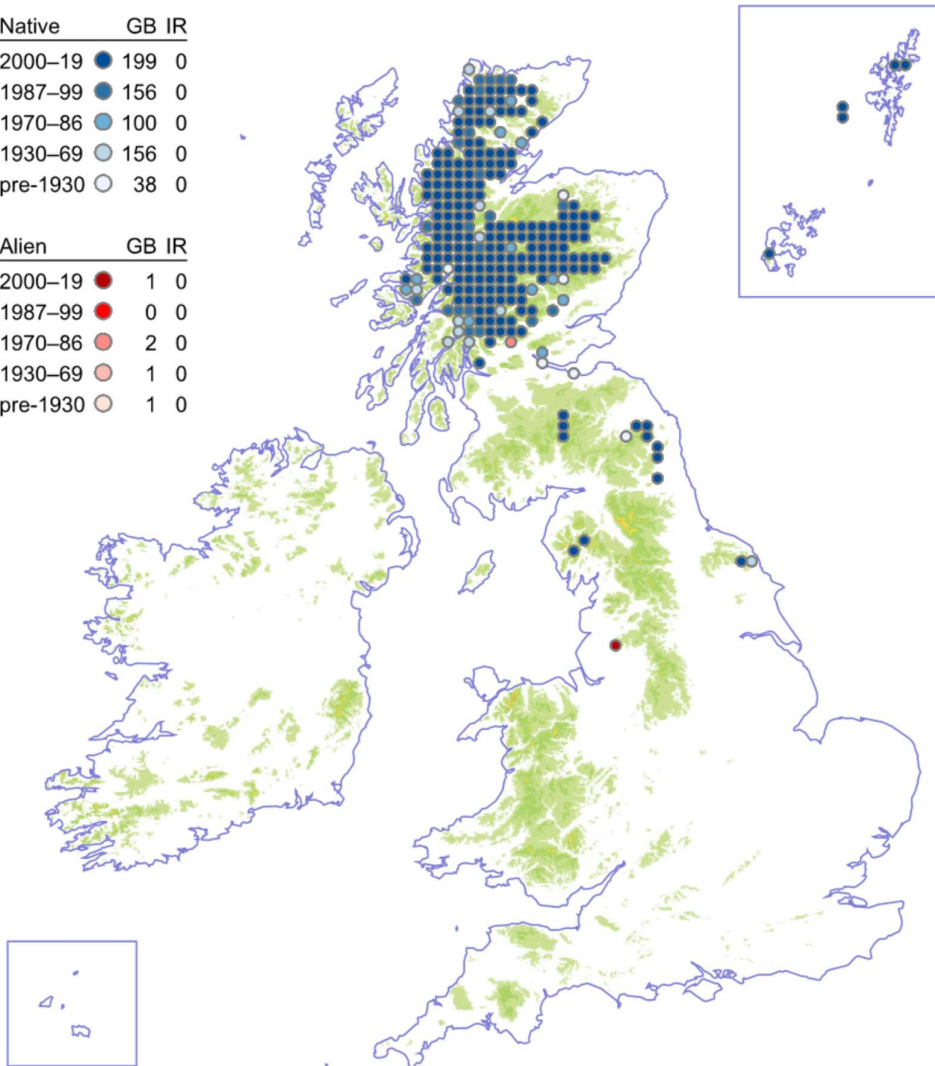 Native GB IR
2000–19 199 0
1987–99 156 0
1970–86 100 0
1930–69 156 0
pre-1930 38 0
Alien GB IR
2000–19 1 0
1987–99 0 0
1970–86 2 0
1930–69 1 0
pre-1930 1 0